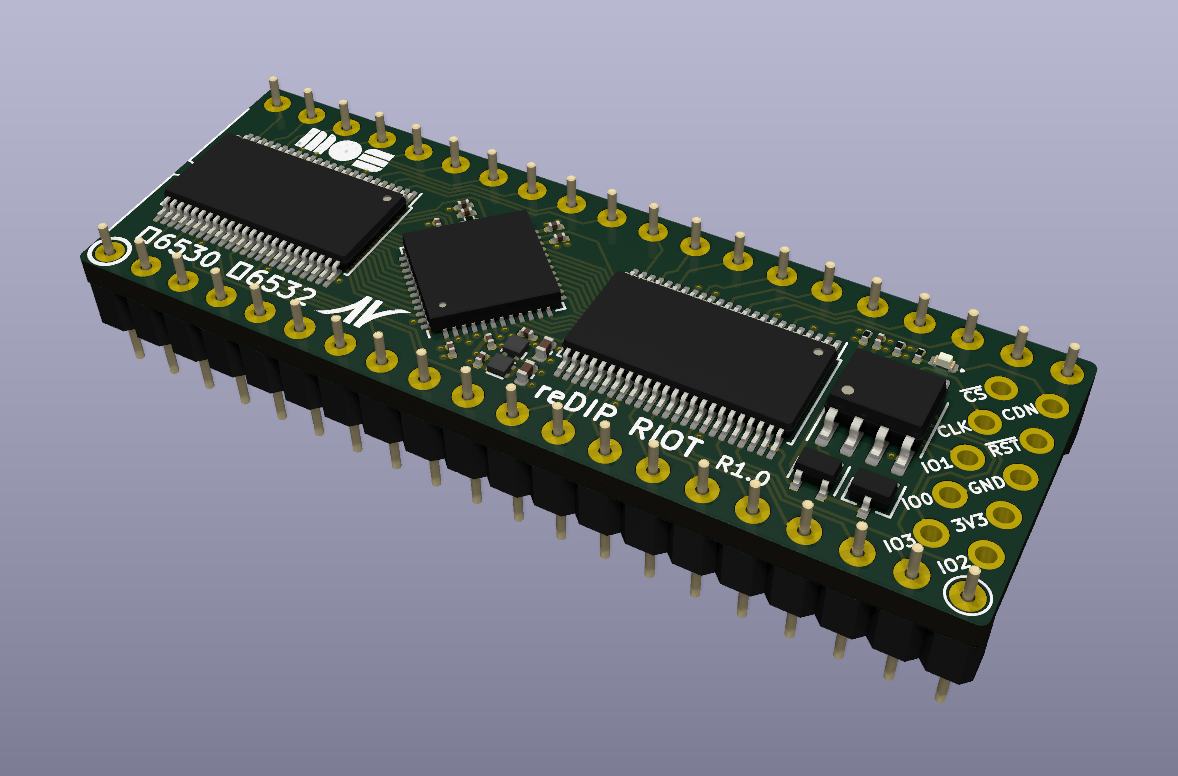 MOS
6530 6532
reDIP RIOT R1.0
CS
CDN
CLK
RST
IO1
GND
IO0
3V3
IO3
IO2